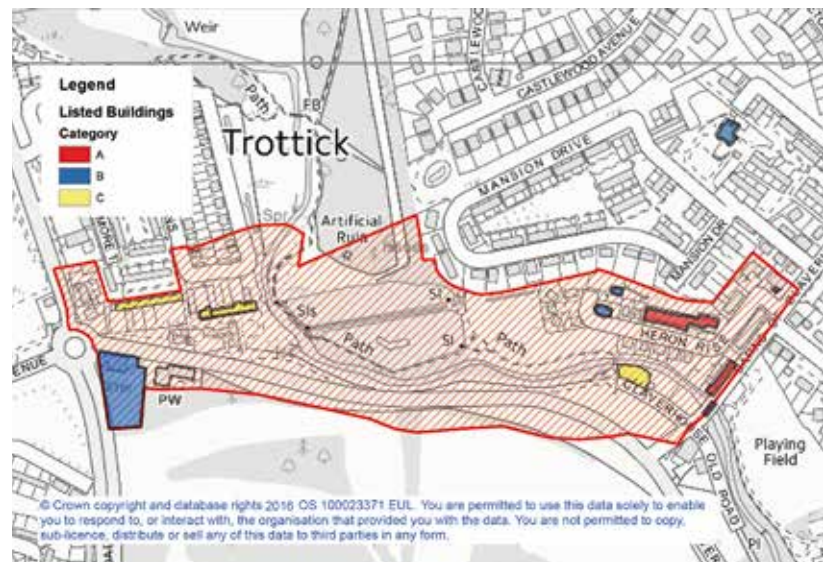 Weir
Legend
Listed Buildings
Category
A
B
C
Path
FB
Trottick
CASTLEWOOD AVENUE
MANSION DRIVE
Spr
Artificial
Ruin
MANSION DR
Sls
Path
Sl
Sl
Path
HERON RISE
CLAVERHOUSE OLD ROAD
PW
Playing
Field
© Crown copyright and database rights 2016 OS 100023371 EUL. You are permitted to use this data solely to enable
you to respond to, or interact with, the organisation that provided you with the data. You are not permitted to copy,
sub-licence, distribute or sell any of this data to third parties in any form.